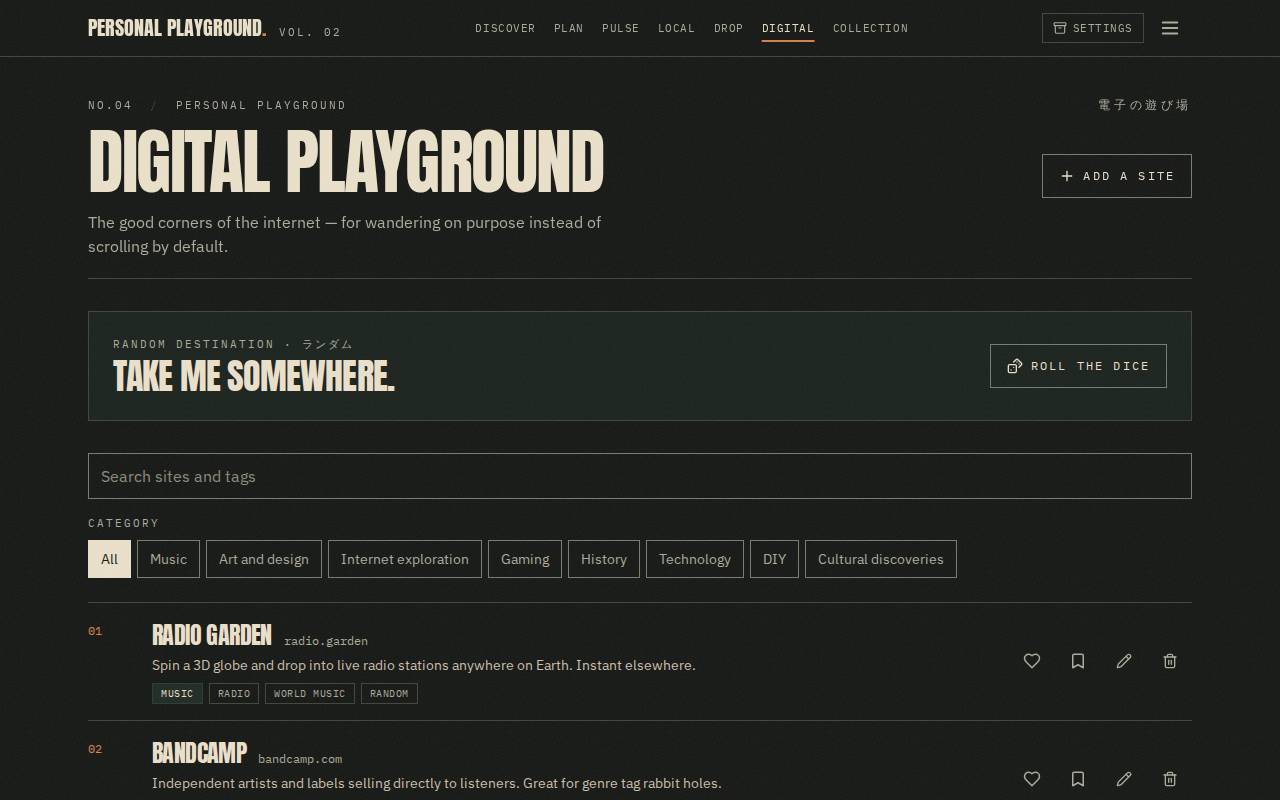 PERSONAL PLAYGROUND. VOL. 02
DISCOVER PLAN PULSE LOCAL DROP DIGITAL COLLECTION
SETTINGS
NO.04 / PERSONAL PLAYGROUND
電子の遊び場
DIGITAL PLAYGROUND
ADD A SITE
The good corners of the internet — for wandering on purpose instead of
scrolling by default.
RANDOM DESTINATION · ランダム
TAKE ME SOMEWHERE.
ROLL THE DICE
Search sites and tags
CATEGORY
All Music Art and design Internet exploration Gaming History Technology DIY Cultural discoveries
01 RADIO GARDEN radio.garden
Spin a 3D globe and drop into live radio stations anywhere on Earth. Instant elsewhere.
MUSIC RADIO WORLD MUSIC RANDOM
02 BANDCAMP bandcamp.com
Independent artists and labels selling directly to listeners. Great for genre tag rabbit holes.